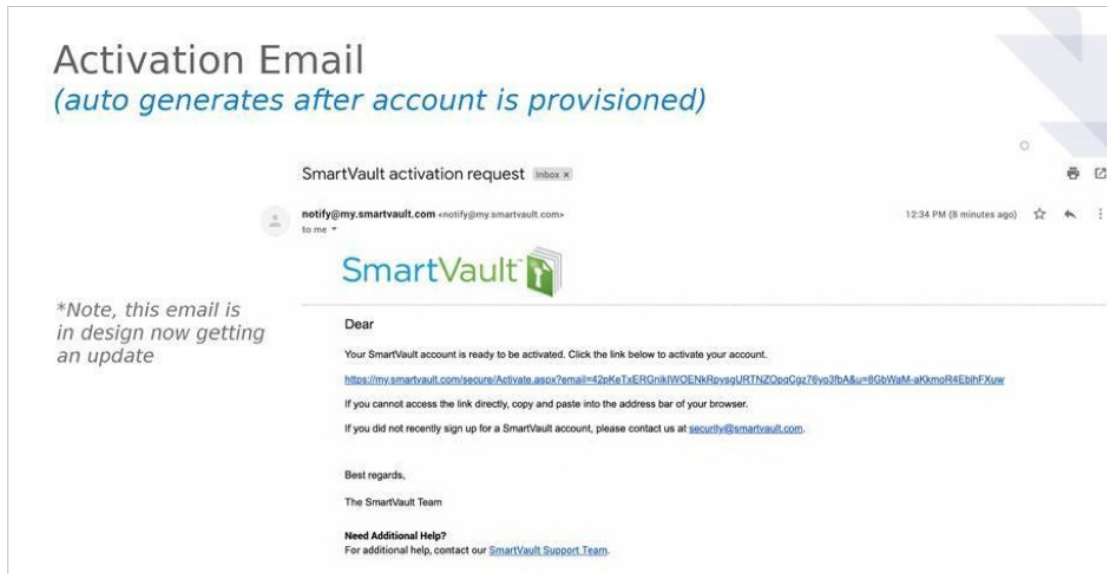 Activation Email
(auto generates after account is provisioned)
SmartVault activation request Inbox x
notify@my.smartvault.com <notify@my.smartvault.com> 12:34 PM (8 minutes ago)
to me
SmartVault
*Note, this email is
in design now getting
an update
Dear
Your SmartVault account is ready to be activated. Click the link below to activate your account.
If you cannot access the link directly, copy and paste into the address bar of your browser.
If you did not recently sign up for a SmartVault account, please contact us at security@smartvault.com.
Best regards,
The SmartVault Team
Need Additional Help?
For additional help, contact our SmartVault Support Team.